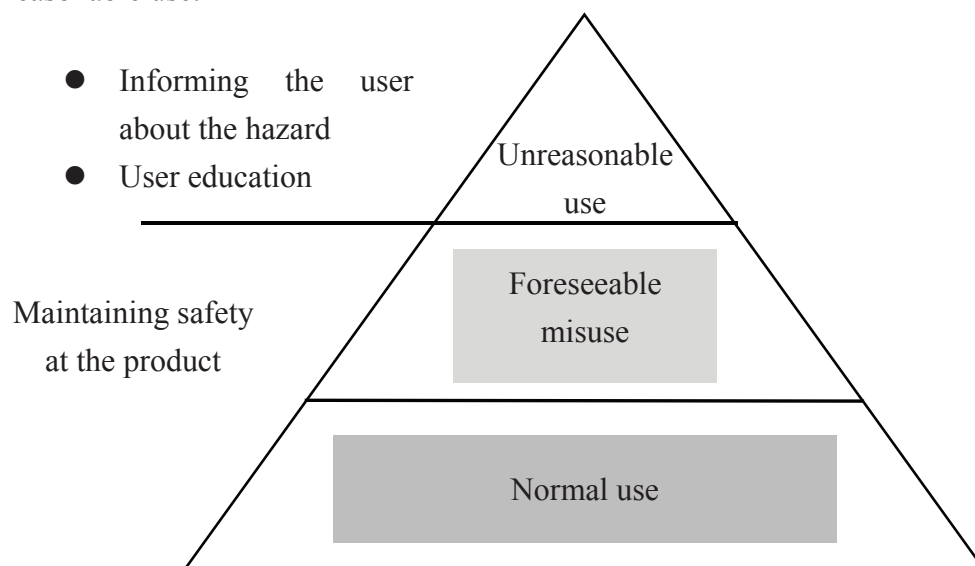 ● Informing the user
about the hazard
● User education
Unreasonable
use
Foreseeable
misuse
Maintaining safety
at the product
Normal use